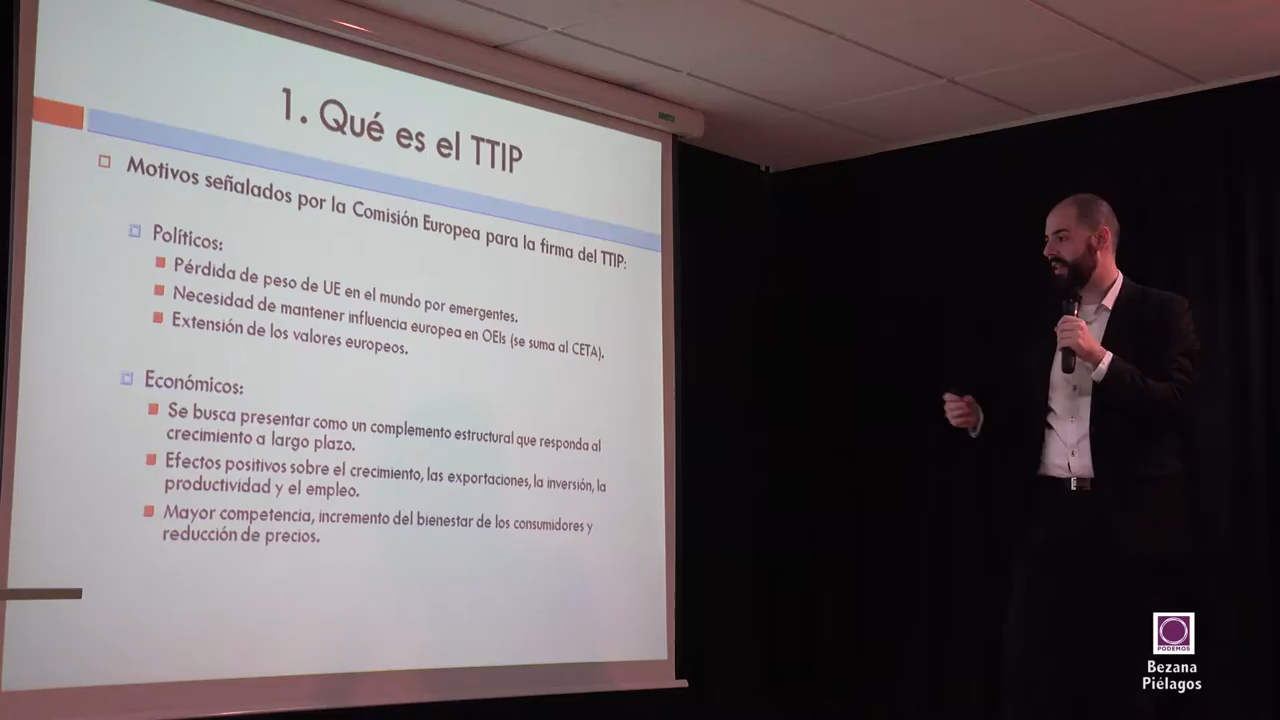 1. Qué es el TTIP
Motivos señalados por la Comisión Europea para la firma del TTIP:
Políticos:
Pérdida de peso de UE en el mundo por emergentes.
Necesidad de mantener influencia europea en OEIs (se suma al CETA).
Extensión de los valores europeos.
Económicos:
Se busca presentar como un complemento estructural que responda al
crecimiento a largo plazo.
Efectos positivos sobre el crecimiento, las exportaciones, la inversión, la
productividad y el empleo.
Mayor competencia, incremento del bienestar de los consumidores y
reducción de precios.
PODEMOS
Bezana
Piélagos